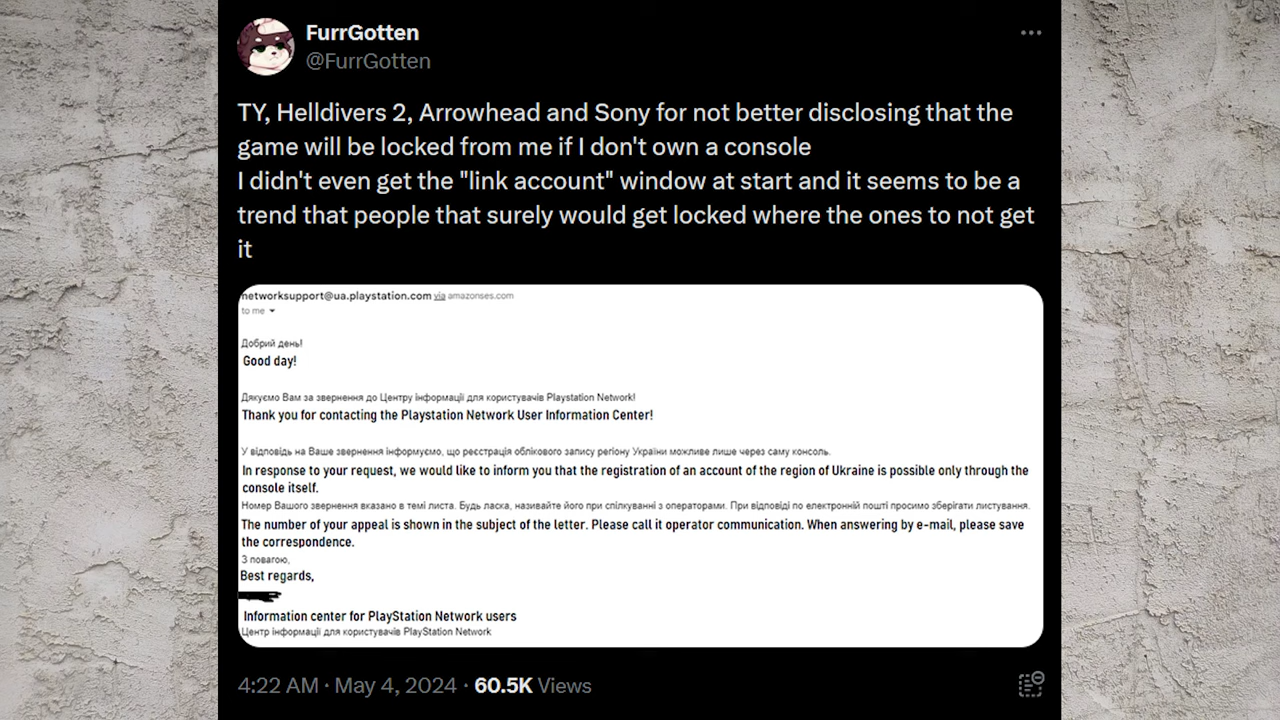 FurrGotten
@FurrGotten
TY, Helldivers 2, Arrowhead and Sony for not better disclosing that the
game will be locked from me if I don't own a console
I didn't even get the "link account" window at start and it seems to be a
trend that people that surely would get locked where the ones to not get
it
networksupport@ua.playstation.com via amazonses.com
to me
Добрий день!
Good day!
Дякуємо Вам за звернення до Центру інформації для користувачів Playstation Network!
Thank you for contacting the Playstation Network User Information Center!
У відповідь на Ваше звернення інформуємо, що реєстрація облікового запису регіону України можливе лише через саму консоль.
In response to your request, we would like to inform you that the registration of an account of the region of Ukraine is possible only through the
console itself.
Номер Вашого звернення вказано в темі листа. Будь ласка, називайте його при спілкуванні з операторами. При відповіді по електронній пошті просимо зберігати листування.
The number of your appeal is shown in the subject of the letter. Please call it operator communication. When answering by e-mail, please save
the correspondence.
З повагою,
Best regards,
Information center for PlayStation Network users
Центр інформації для користувачів PlayStation Network
4:22 AM · May 4, 2024 · 60.5K Views